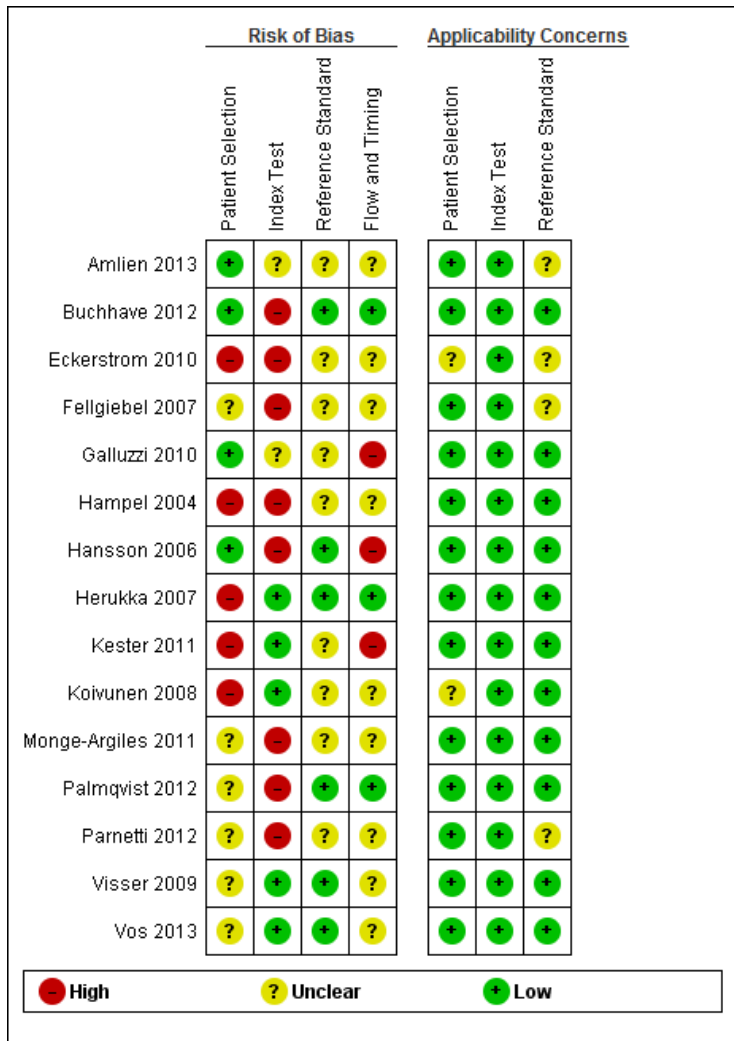 Risk of Bias Applicability Concerns
Patient Selection Index Test Reference Standard Flow and Timing Patient Selection Index Test Reference Standard
Amlien 2013 + ? ? ? + + ?
Buchhave 2012 + – + + + + +
Eckerstrom 2010 – – ? ? ? + ?
Fellgiebel 2007 ? – ? ? + + ?
Galluzzi 2010 + ? ? – + + +
Hampel 2004 – – ? ? + + +
Hansson 2006 + – + – + + +
Herukka 2007 – + + + + + +
Kester 2011 – + ? – + + +
Koivunen 2008 – + ? ? ? + +
Monge-Argiles 2011 ? – ? ? + + +
Palmqvist 2012 ? – + + + + +
Parnetti 2012 ? – ? ? + + ?
Visser 2009 ? + + ? + + +
Vos 2013 ? + + ? + + +
– High ? Unclear + Low